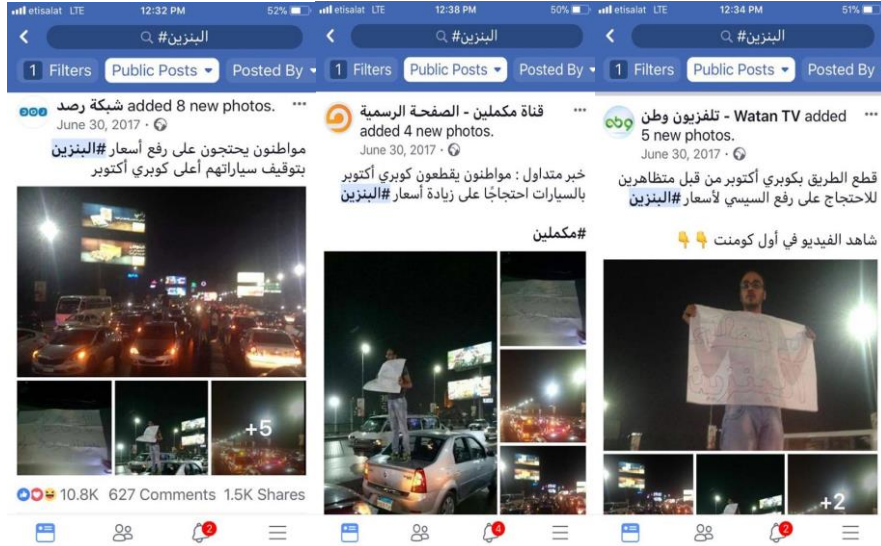 etisalat LTE 12:32 PM 52%
#البنزين
1 Filters Public Posts Posted By
شبكة رصد added 8 new photos.
June 30, 2017
مواطنون يحتجون على رفع أسعار #البنزين
بتوقيف سياراتهم أعلى كوبري أكتوبر
+5
10.8K 627 Comments 1.5K Shares
2
etisalat LTE 12:38 PM 50%
#البنزين
1 Filters Public Posts Posted By
قناة مكملين - الصفحة الرسمية
added 4 new photos.
June 30, 2017
خبر متداول : مواطنون يقطعون كوبري أكتوبر
بالسيارات احتجاجًا على زيادة أسعار #البنزين
#مكملين
4
etisalat LTE 12:34 PM 51%
#البنزين
1 Filters Public Posts Posted By
تلفزيون وطن - Watan TV added
5 new photos.
June 30, 2017
قطع الطريق بكوبري أكتوبر من قبل متظاهرين
للاحتجاج على رفع السيسي لأسعار #البنزين
شاهد الفيديو في أول كومنت 👇👇
البنزين
+2
2